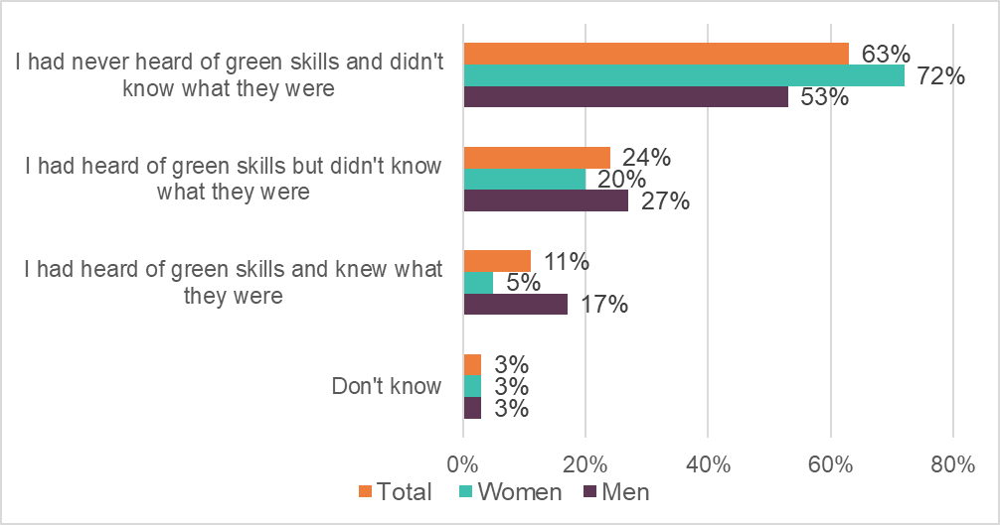 I had never heard of green skills and didn't
know what they were
63%
72%
53%
I had heard of green skills but didn't know
what they were
24%
20%
27%
I had heard of green skills and knew what
they were
11%
5%
17%
Don't know
3%
3%
3%
0% 20% 40% 60% 80%
Total Women Men